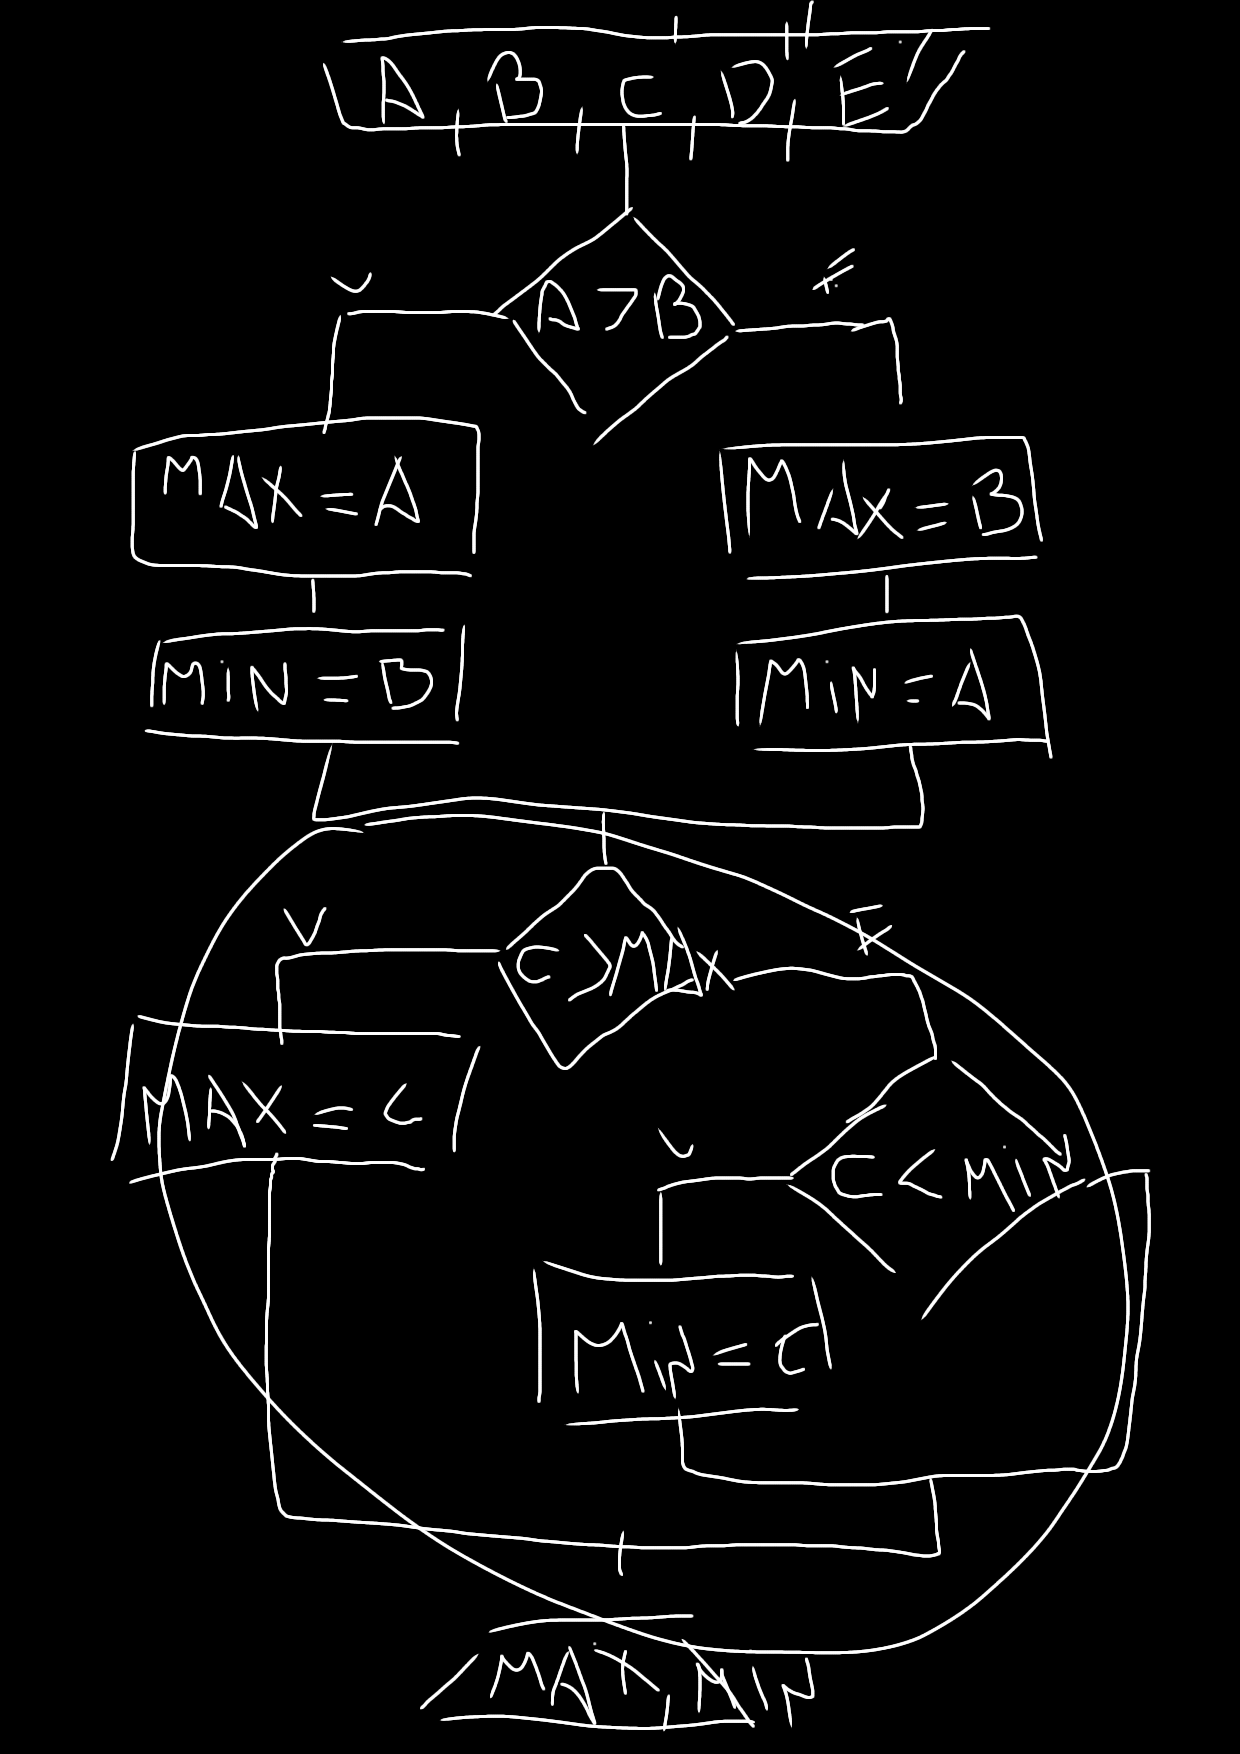 A, B, C, D, E
A > B
V F
MAX = A
MAX = B
MiN = B
MiN = A
C > MAX
V F
MAX = C
C < MiN
V
MiN = C
MAX, MIN